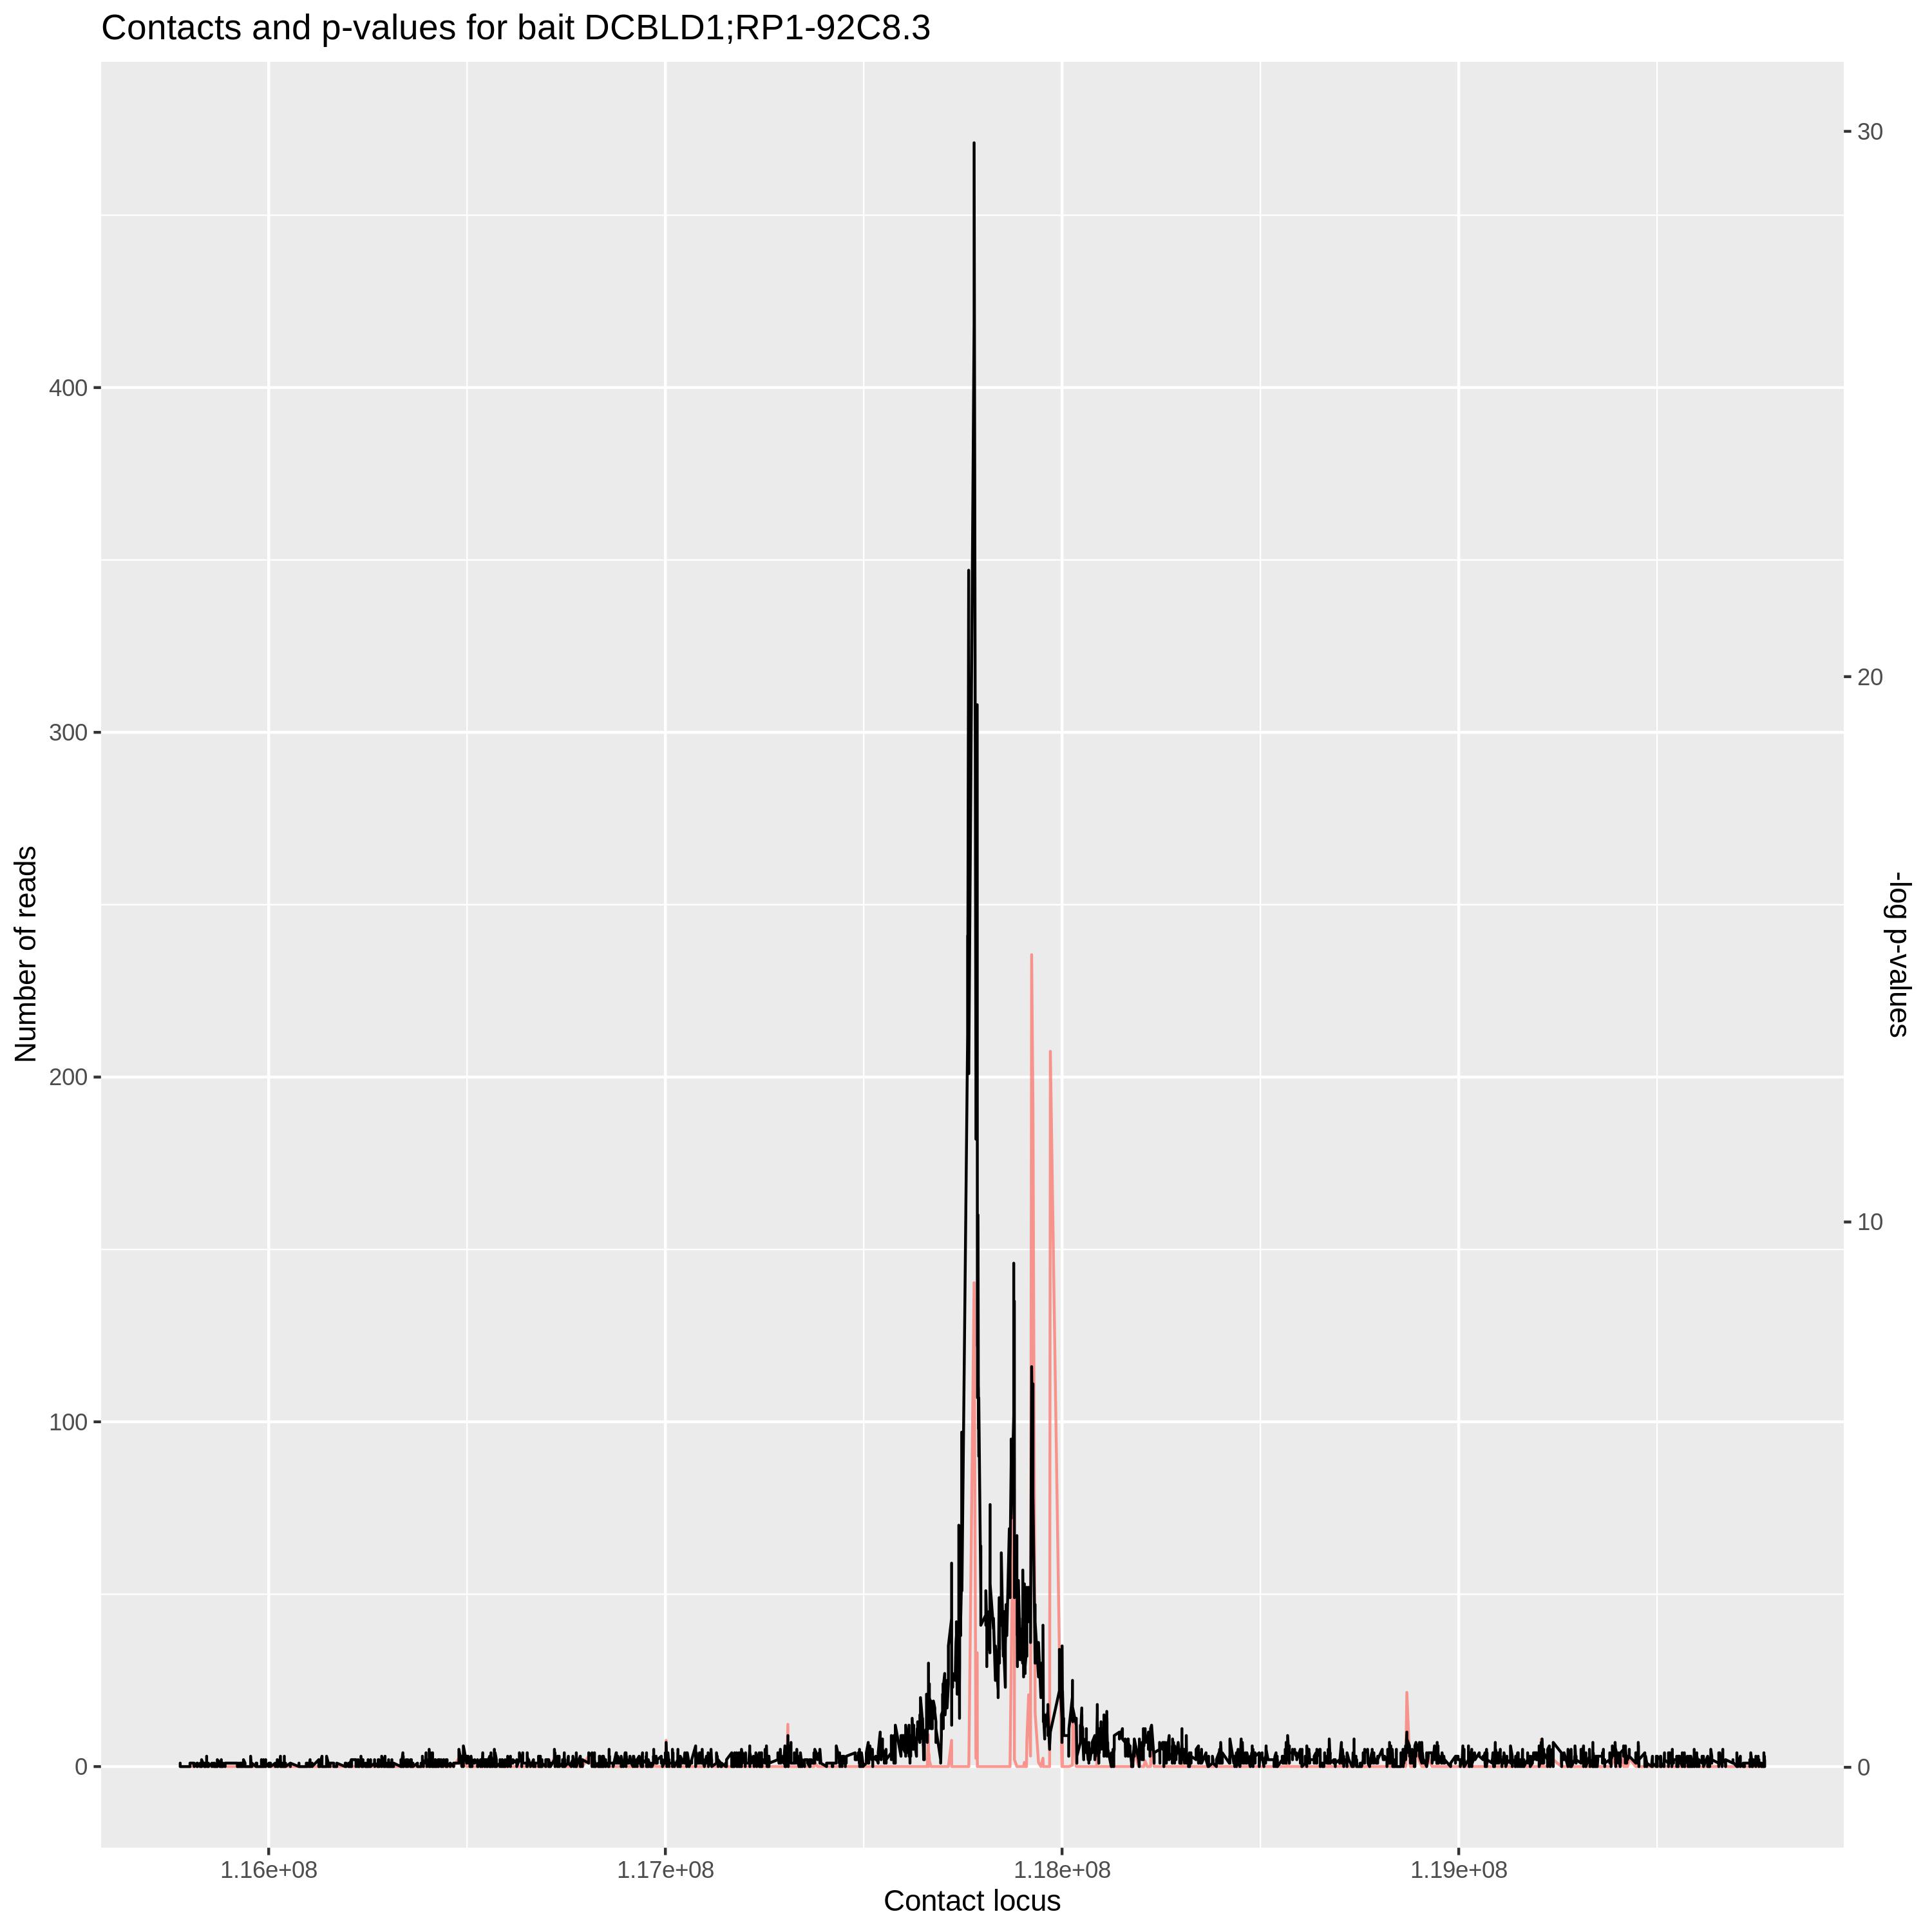 Contacts and p-values for bait DCBLD1;RP1-92C8.3
Number of reads
400
300
200
100
0
30
20
10
0
-log p-values
1.16e+08
1.17e+08
1.18e+08
1.19e+08
Contact locus